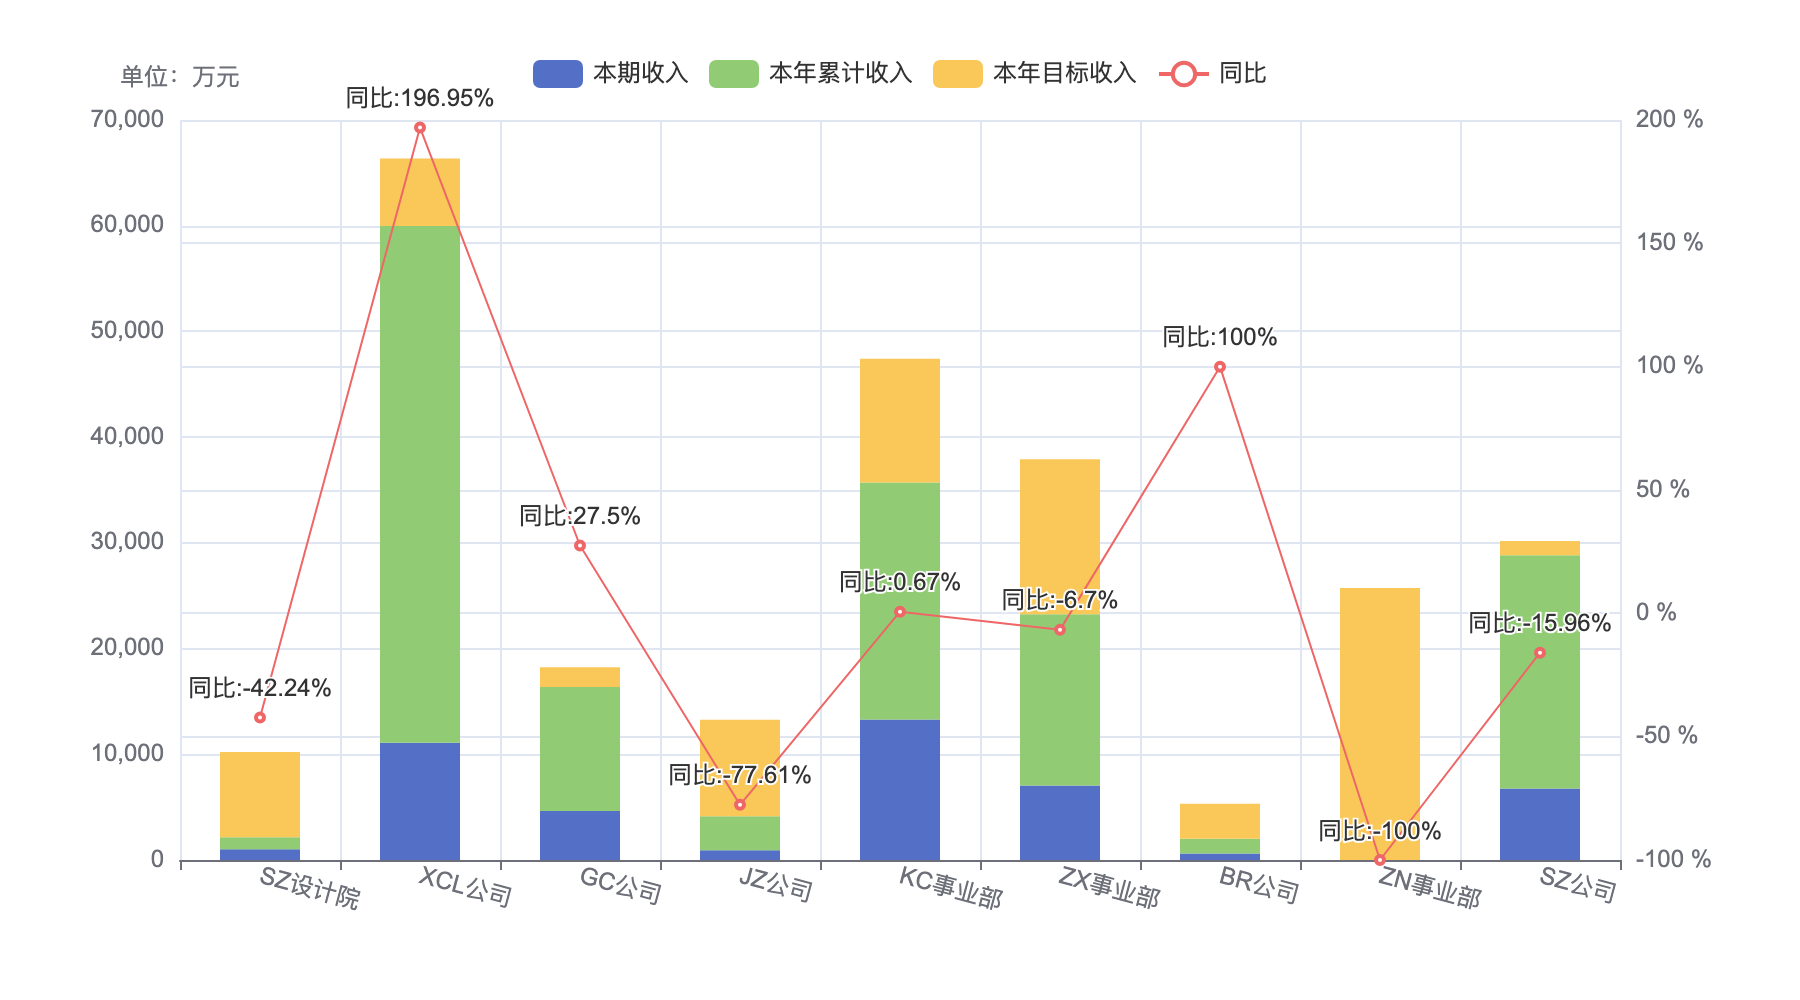 单位：万元
本期收入 本年累计收入 本年目标收入 同比
同比:196.95%
70,000
200 %
60,000
150 %
50,000
同比:100%
100 %
40,000
同比:27.5%
50 %
30,000
同比:0.67%
同比:-6.7%
0 %
同比:-15.96%
20,000
同比:-42.24%
-50 %
10,000
同比:-77.61%
同比:-100%
0
-100 %
SZ设计院 XCL公司 GC公司 JZ公司 KC事业部 ZX事业部 BR公司 ZN事业部 SZ公司